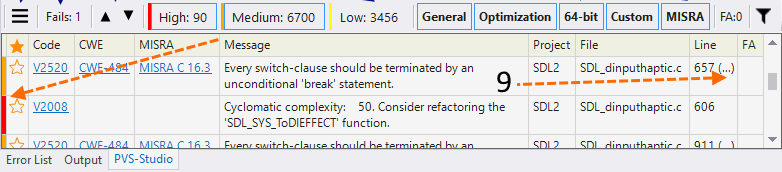 Fails: 1 High: 90 Medium: 6700 Low: 3456 General Optimization 64-bit Custom MISRA FA:0
Code CWE MISRA Message Project File Line FA
V2520 CWE-484 MISRA C 16.3 Every switch-clause should be terminated by an SDL2 SDL_dinputhaptic.c 657 (...)
unconditional 'break' statement.
9
V2008 Cyclomatic complexity: 50. Consider refactoring the SDL2 SDL_dinputhaptic.c 606
'SDL_SYS_ToDIEFFECT' function.
V2520 CWE-484 MISRA C 16.3 Every switch-clause should be terminated by an SDL2 SDL_dinputhaptic.c 911 (...)
Error List Output PVS-Studio